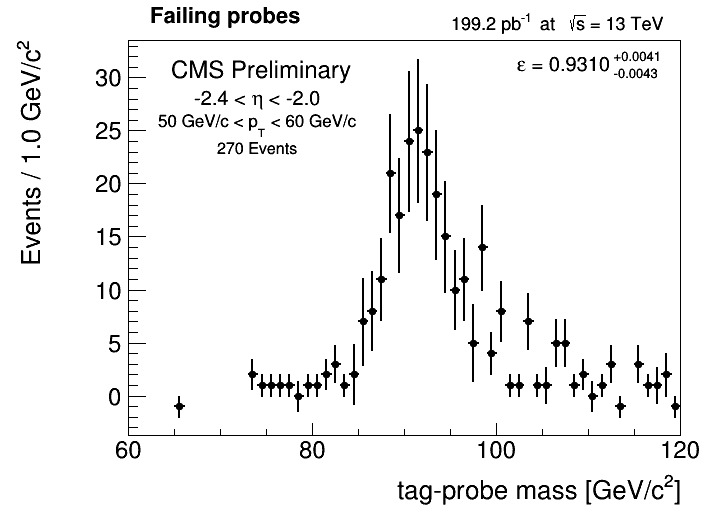 Failing probes
199.2 pb⁻¹ at √s = 13 TeV
CMS Preliminary
-2.4 < η < -2.0
50 GeV/c < p_T < 60 GeV/c
270 Events
ε = 0.9310 +0.0041 -0.0043
Events / 1.0 GeV/c²
30
25
20
15
10
5
0
60 80 100 120
tag-probe mass [GeV/c²]